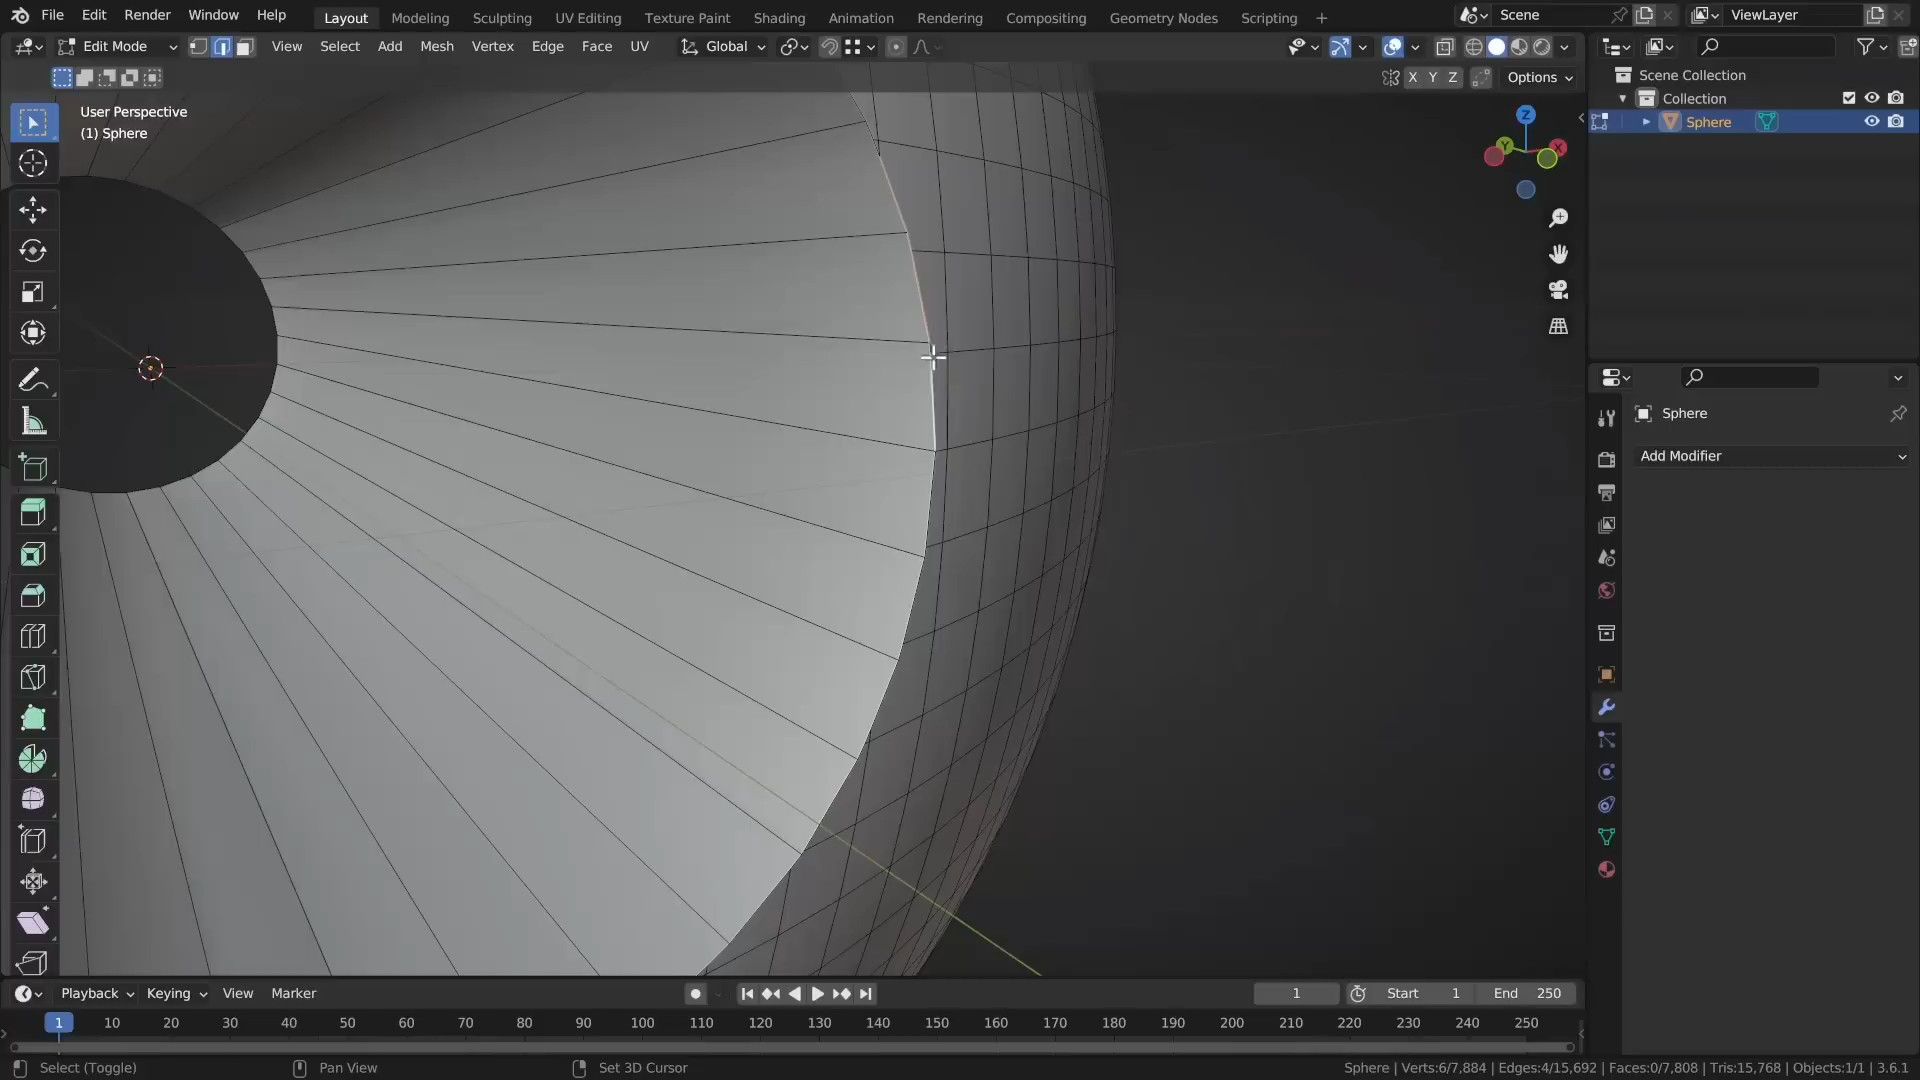 File Edit Render Window Help Layout Modeling Sculpting UV Editing Texture Paint Shading Animation Rendering Compositing Geometry Nodes Scripting + Scene ViewLayer
Edit Mode View Select Add Mesh Vertex Edge Face UV Global
X Y Z Options
Scene Collection
Collection
Sphere
User Perspective
(1) Sphere
Z
Y X
Sphere
Add Modifier
Playback Keying View Marker 1 Start 1 End 250
1 10 20 30 40 50 60 70 80 90 100 110 120 130 140 150 160 170 180 190 200 210 220 230 240 250
Select (Toggle) Pan View Set 3D Cursor Sphere | Verts:6/7,884 | Edges:4/15,692 | Faces:0/7,808 | Tris:15,768 | Objects:1/1 | 3.6.1